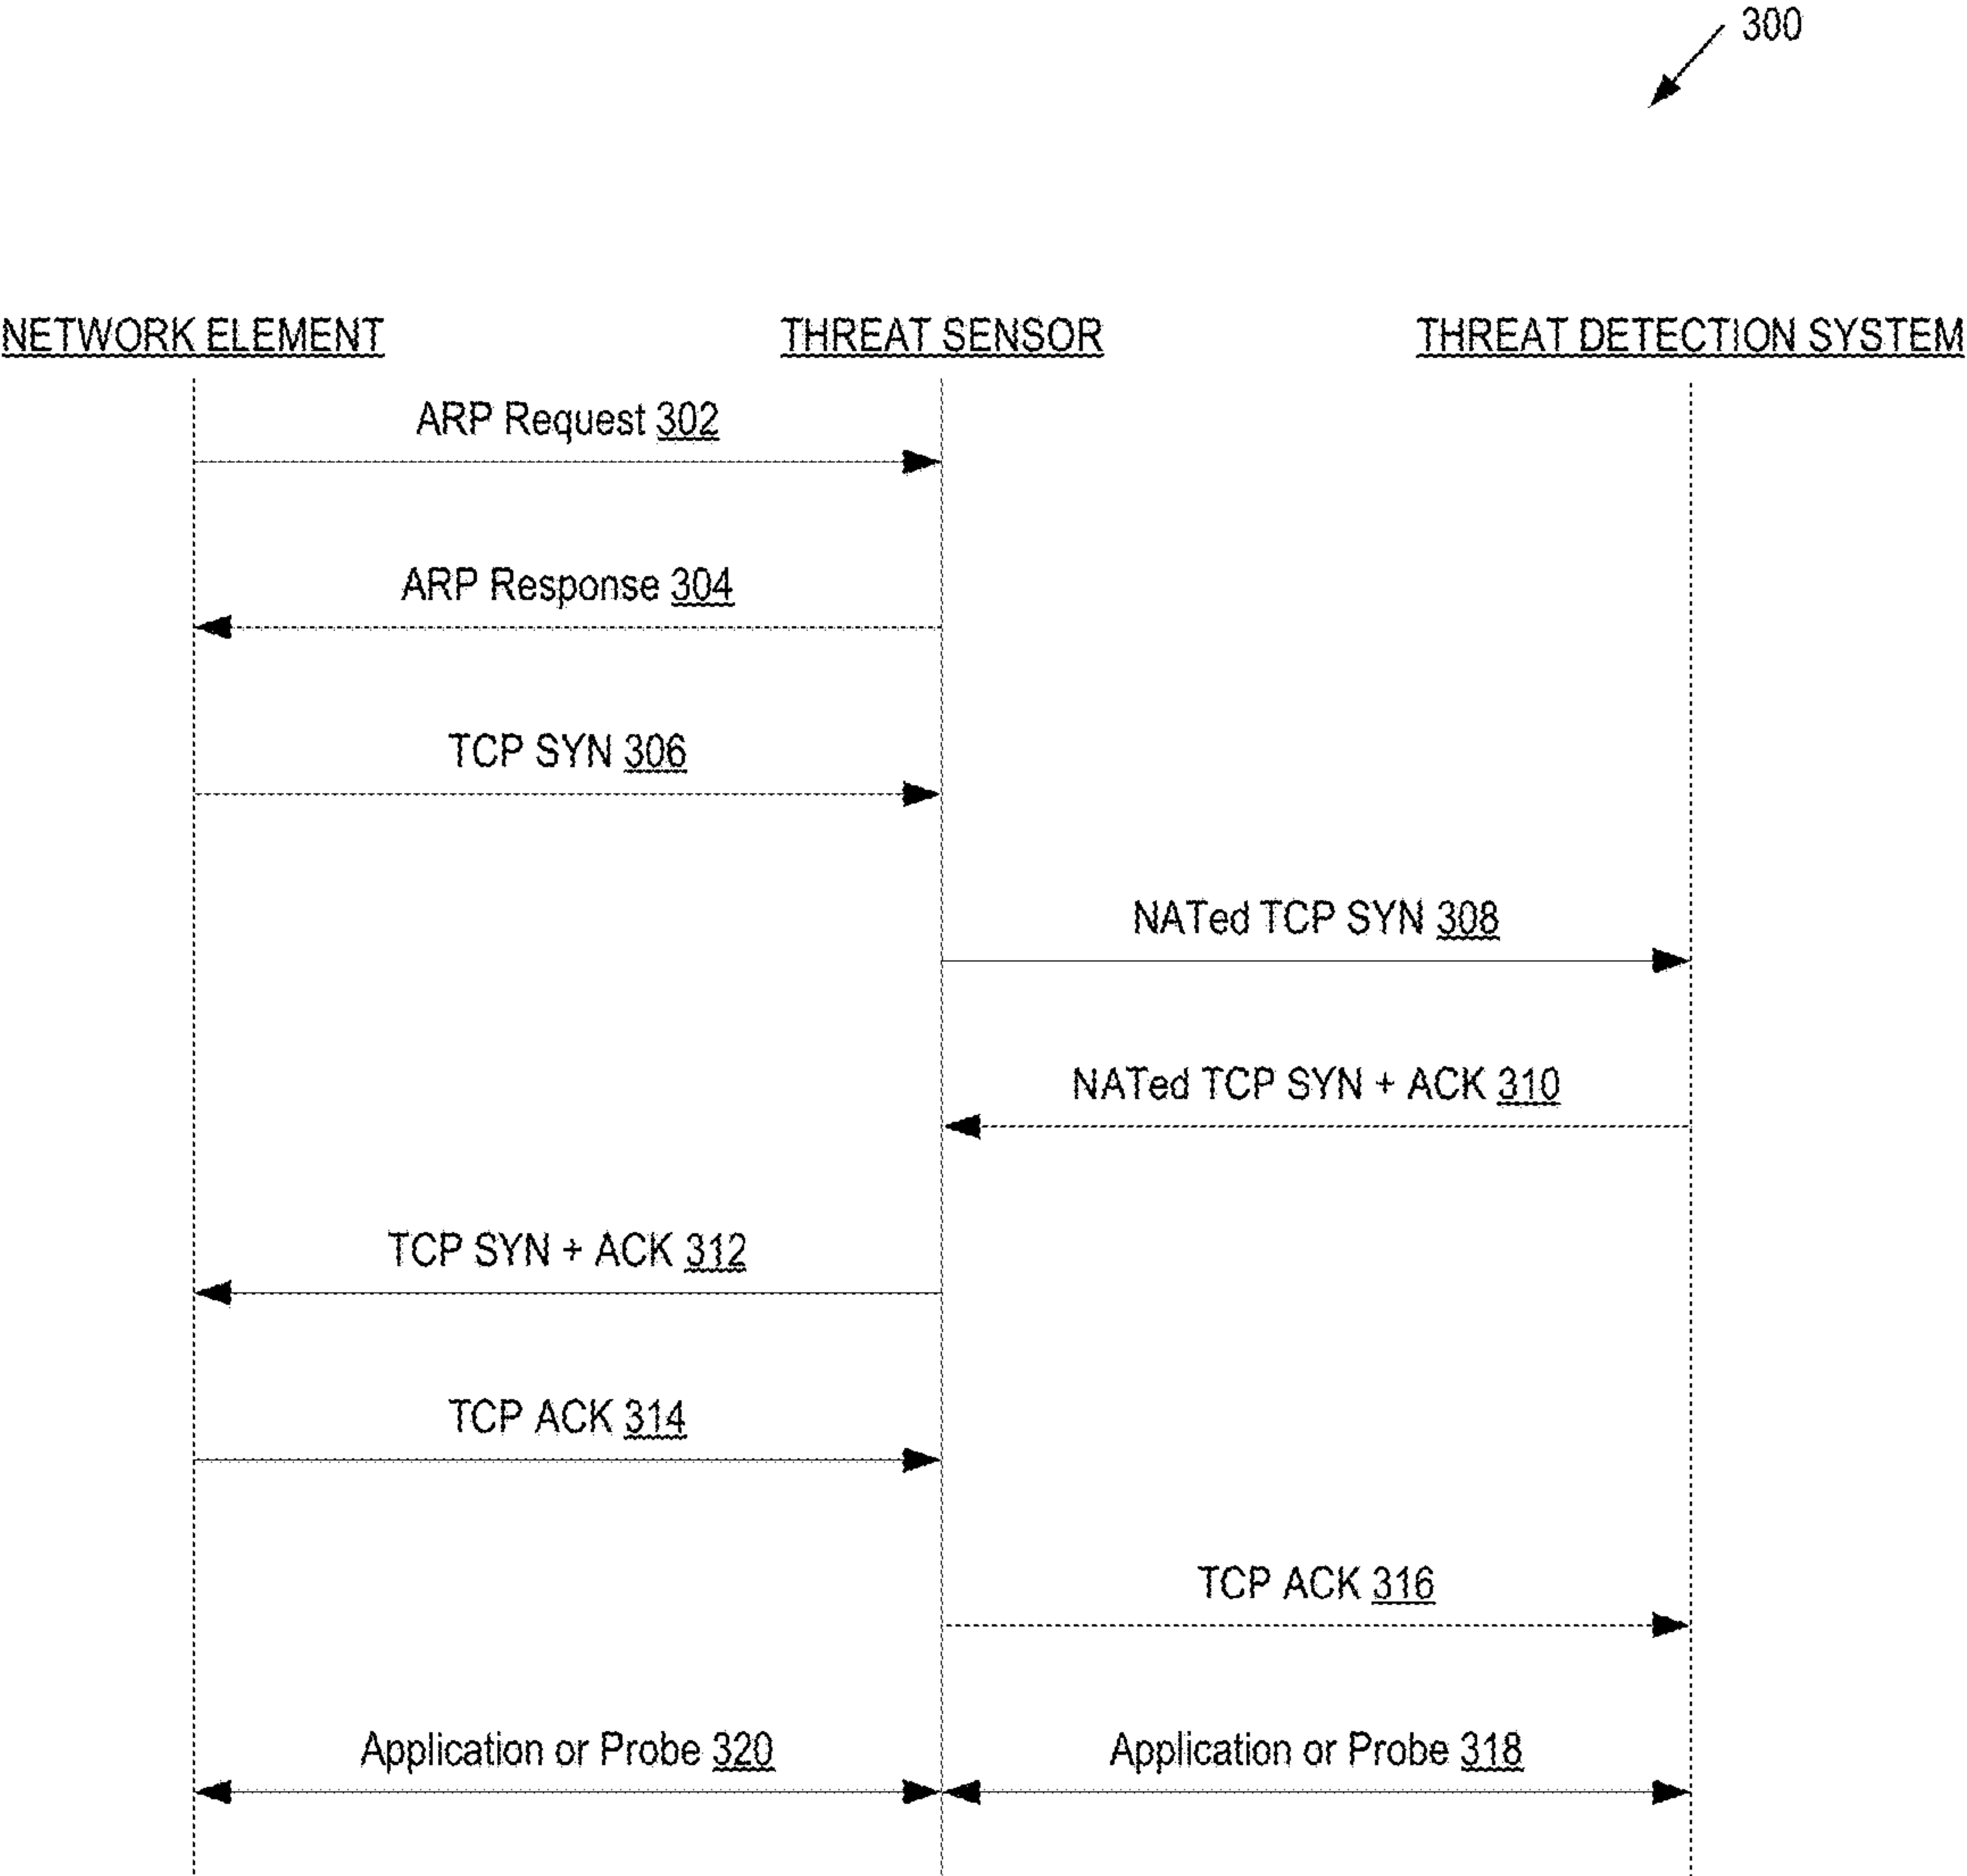 300
NETWORK ELEMENT
THREAT SENSOR
THREAT DETECTION SYSTEM
ARP Request 302
ARP Response 304
TCP SYN 306
NATed TCP SYN 308
NATed TCP SYN + ACK 310
TCP SYN + ACK 312
TCP ACK 314
TCP ACK 316
Application or Probe 320
Application or Probe 318